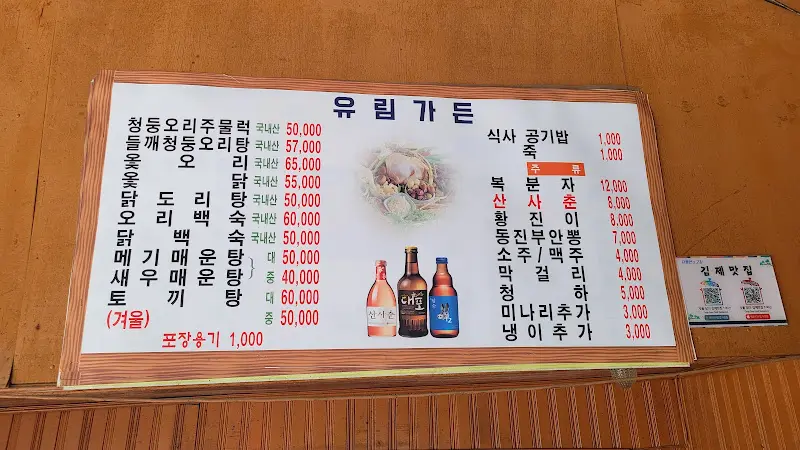 유림가든
청둥오리주물럭 국내산 50,000
들깨청둥오리탕 국내산 57,000
옻오리 국내산 65,000
옻닭 국내산 55,000
닭도리탕 국내산 50,000
오리백숙 국내산 60,000
닭백숙 국내산 50,000
메기매운탕 대 50,000
새우매운탕 중 40,000
토끼탕 대 60,000
(겨울) 중 50,000
포장용기 1,000
식사 공기밥 1,000
죽 1,000
주류
복분자 12,000
산사춘 8,000
황진이 8,000
동진부/안뽕 7,000
소주/맥주 4,000
막걸리 4,000
청하 5,000
미나리추가 3,000
냉이추가 3,000
산사춘
대포
김제맛집